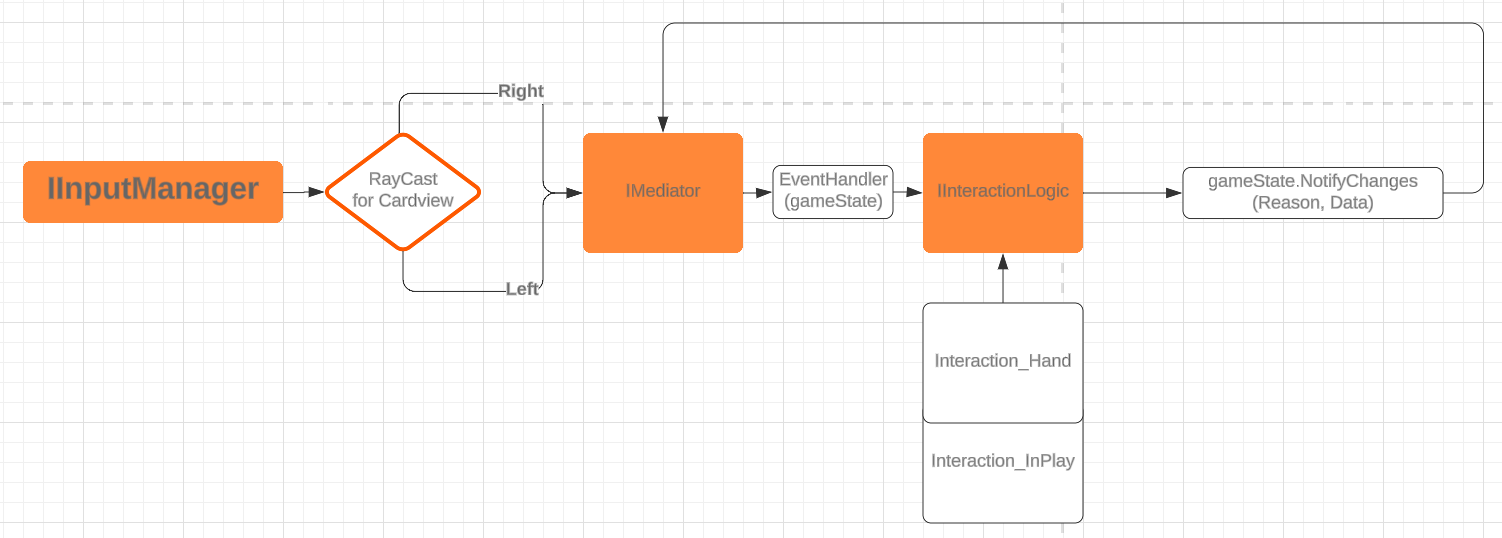 Right
IInputManager
RayCast
for Cardview
IMediator
EventHandler
(gameState)
IInteractionLogic
gameState.NotifyChanges
(Reason, Data)
Left
Interaction_Hand
Interaction_InPlay